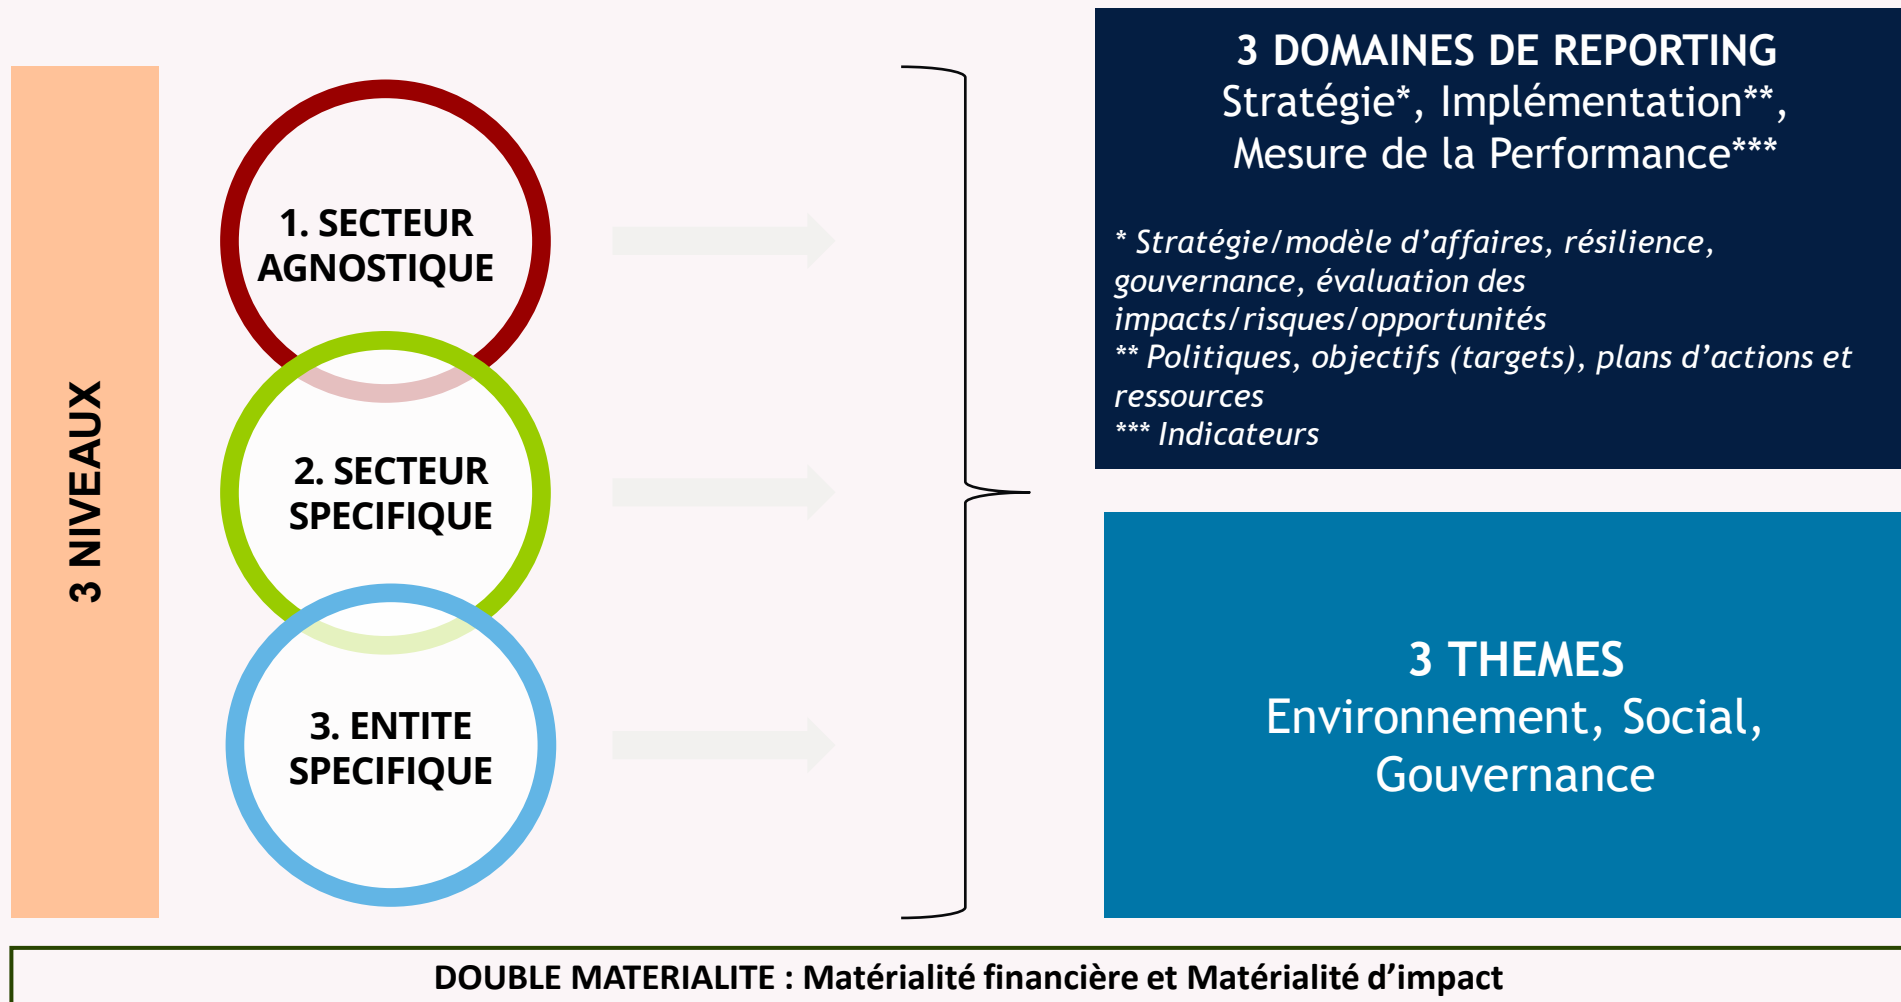 3 NIVEAUX
1. SECTEUR
AGNOSTIQUE
2. SECTEUR
SPECIFIQUE
3. ENTITE
SPECIFIQUE
3 DOMAINES DE REPORTING
Stratégie*, Implémentation**,
Mesure de la Performance***
* Stratégie/modèle d’affaires, résilience,
gouvernance, évaluation des
impacts/risques/opportunités
** Politiques, objectifs (targets), plans d’actions et
ressources
*** Indicateurs
3 THEMES
Environnement, Social,
Gouvernance
DOUBLE MATERIALITE : Matérialité financière et Matérialité d’impact